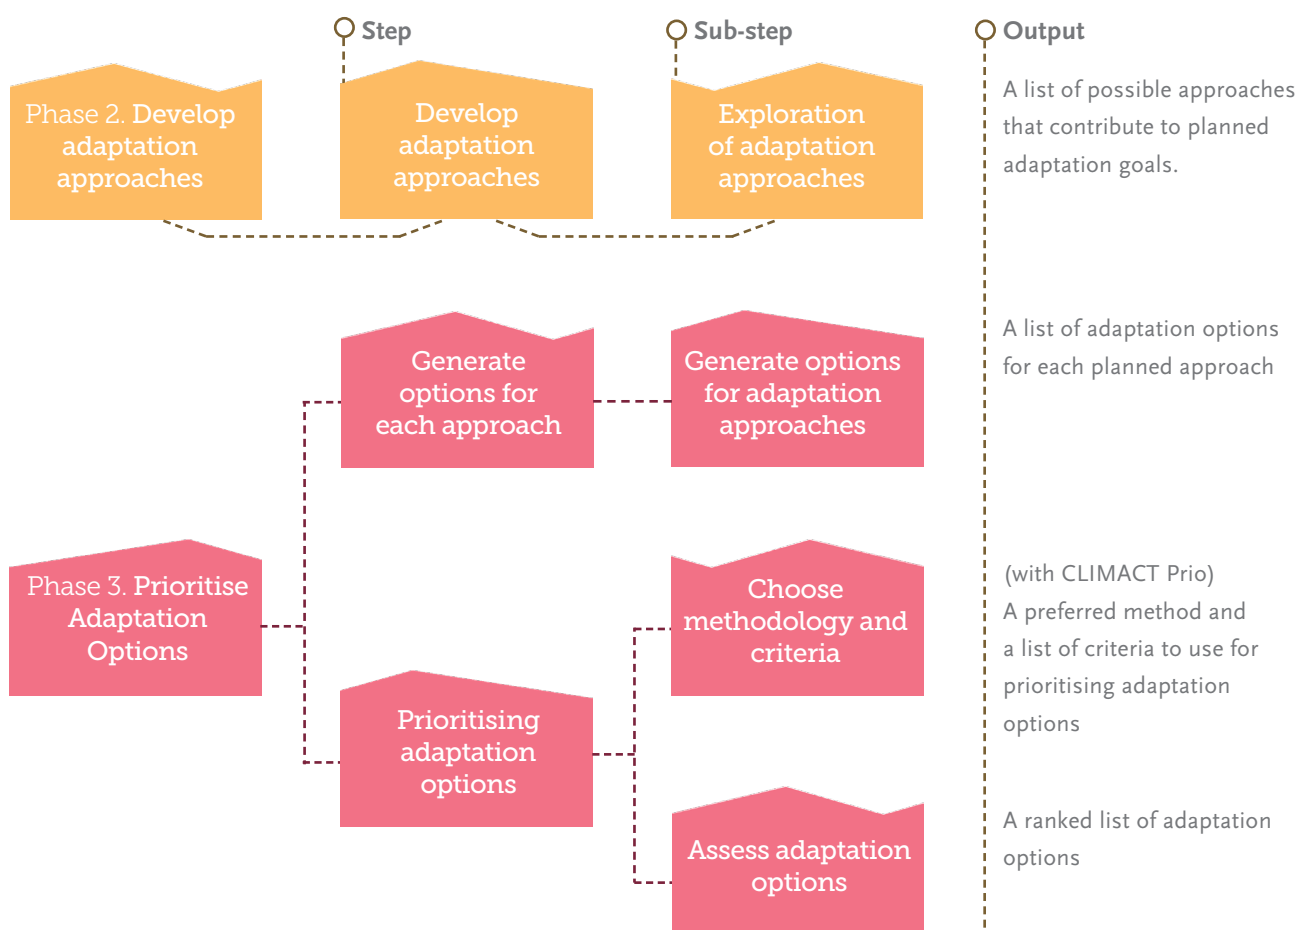 Step
Sub-step
Output
Phase 2. Develop
adaptation
approaches
Develop
adaptation
approaches
Exploration
of adaptation
approaches
A list of possible approaches
that contribute to planned
adaptation goals.
Generate
options for
each approach
Generate options
for adaptation
approaches
A list of adaptation options
for each planned approach
Phase 3. Prioritise
Adaptation
Options
Choose
methodology and
criteria
(with CLIMACT Prio)
A preferred method and
a list of criteria to use for
prioritising adaptation
options
Prioritising
adaptation
options
Assess adaptation
options
A ranked list of adaptation
options